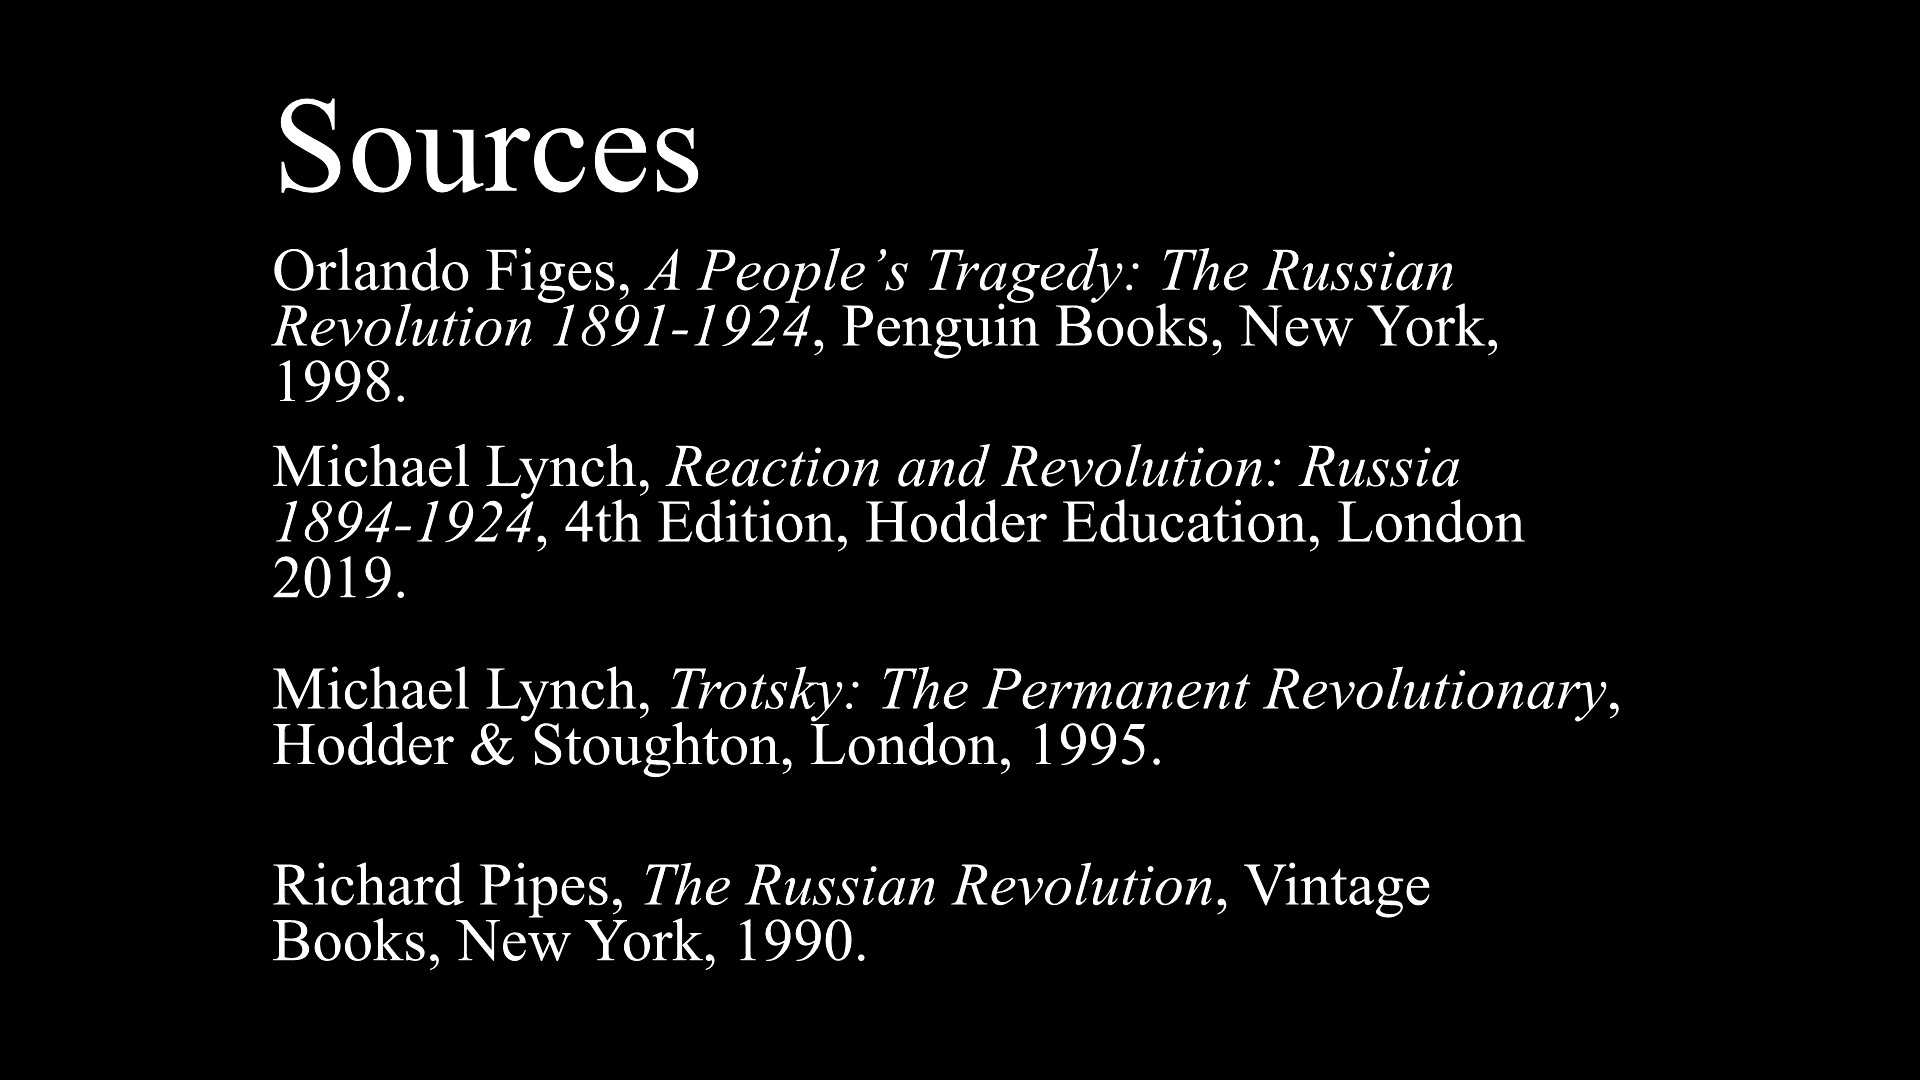 Sources
Orlando Figes, A People’s Tragedy: The Russian
Revolution 1891-1924, Penguin Books, New York,
1998.
Michael Lynch, Reaction and Revolution: Russia
1894-1924, 4th Edition, Hodder Education, London
2019.
Michael Lynch, Trotsky: The Permanent Revolutionary,
Hodder & Stoughton, London, 1995.
Richard Pipes, The Russian Revolution, Vintage
Books, New York, 1990.